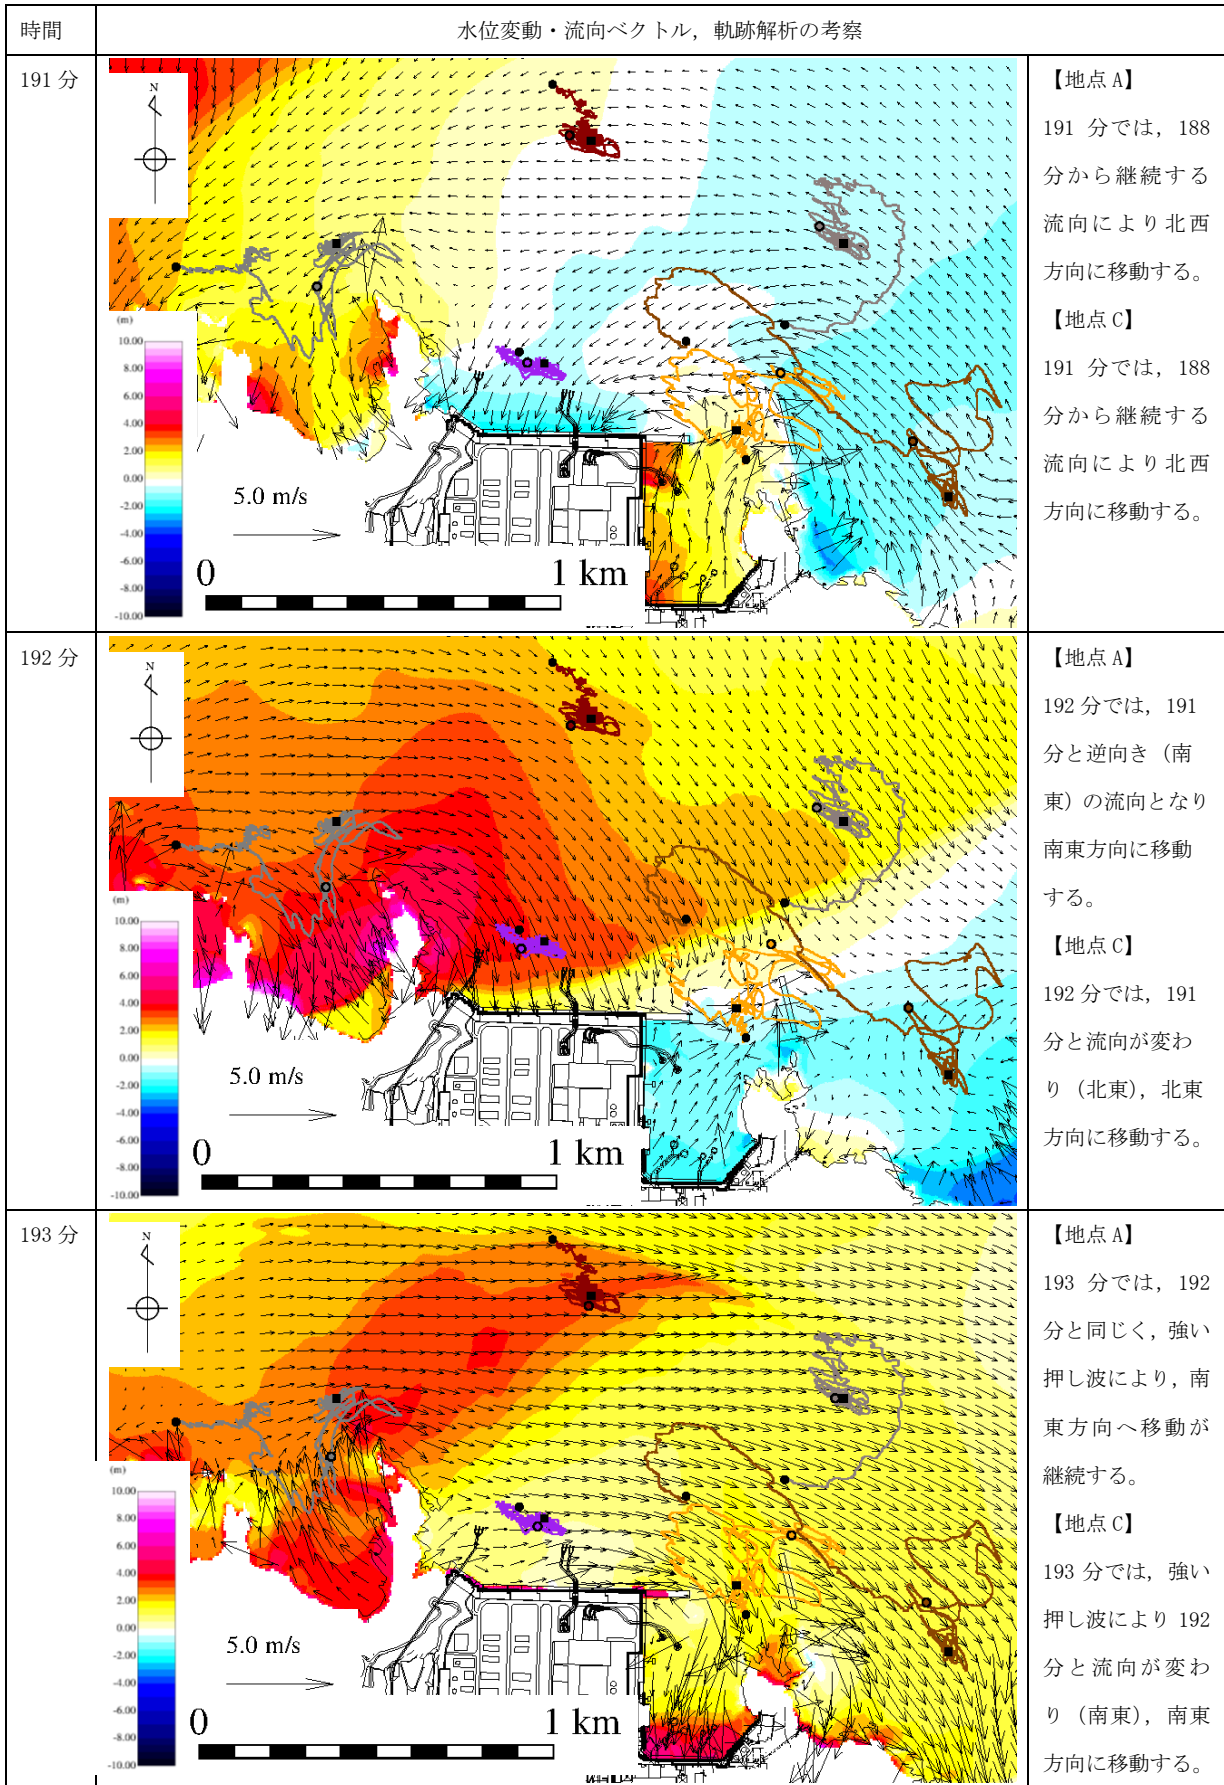 時間
水位変動・流向ベクトル，軌跡解析の考察
191 分
N
(m)
10.00
8.00
6.00
4.00
2.00
0.00
-2.00
-4.00
-6.00
-8.00
-10.00
5.0 m/s
0
1 km
【地点 A】
191 分では，188
分から継続する
流向により北西
方向に移動する。
【地点 C】
191 分では，188
分から継続する
流向により北西
方向に移動する。
192 分
N
(m)
10.00
8.00
6.00
4.00
2.00
0.00
-2.00
-4.00
-6.00
-8.00
-10.00
5.0 m/s
0
1 km
【地点 A】
192 分では，191
分と逆向き（南
東）の流向となり
南東方向に移動
する。
【地点 C】
192 分では，191
分と流向が変わ
り（北東），北東
方向に移動する。
193 分
N
(m)
10.00
8.00
6.00
4.00
2.00
0.00
-2.00
-4.00
-6.00
-8.00
-10.00
5.0 m/s
0
1 km
【地点 A】
193 分では，192
分と同じく，強い
押し波により，南
東方向へ移動が
継続する。
【地点 C】
193 分では，強い
押し波により 192
分と流向が変わ
り（南東），南東
方向に移動する。